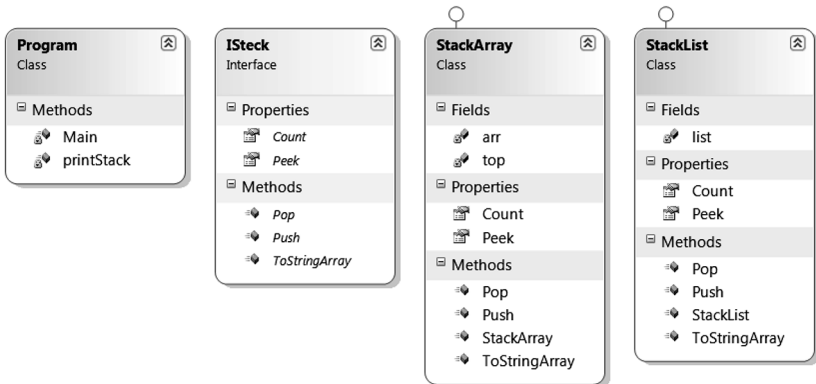 Program
Class
Methods
Main
printStack
ISteck
Interface
Properties
Count
Peek
Methods
Pop
Push
ToStringArray
StackArray
Class
Fields
arr
top
Properties
Count
Peek
Methods
Pop
Push
StackArray
ToStringArray
StackList
Class
Fields
list
Properties
Count
Peek
Methods
Pop
Push
StackList
ToStringArray